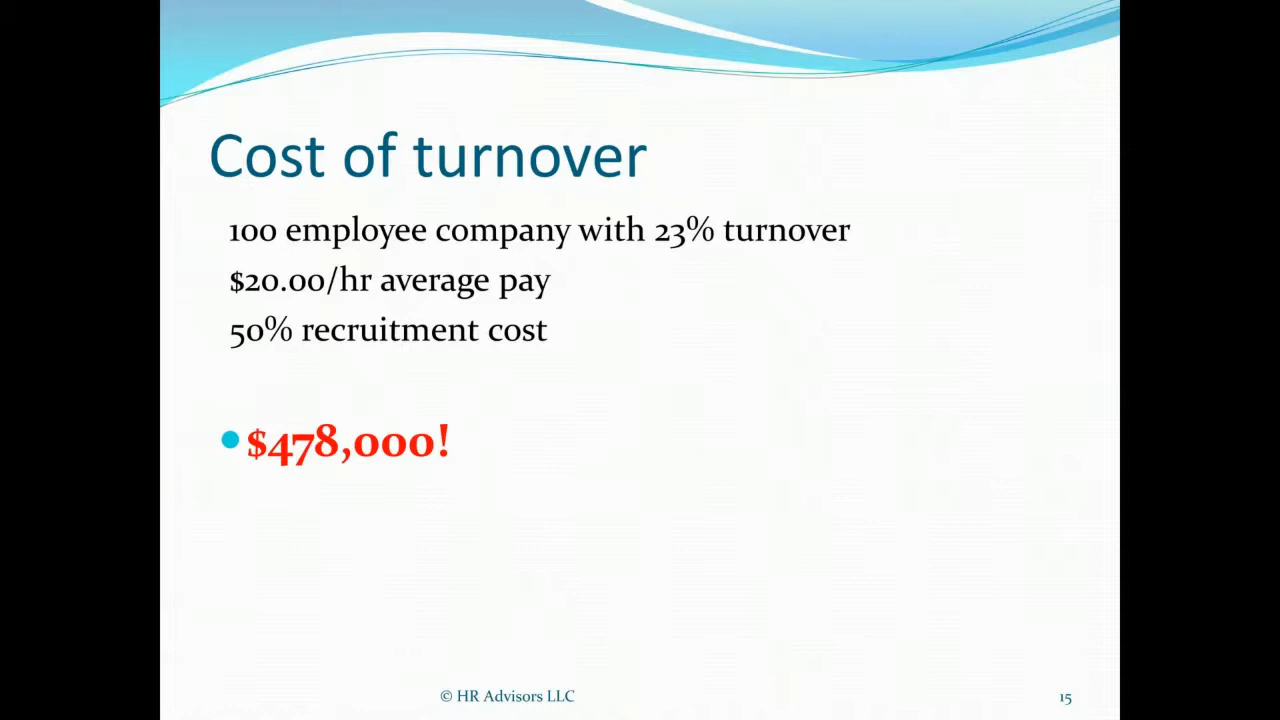 Cost of turnover
100 employee company with 23% turnover
$20.00/hr average pay
50% recruitment cost
$478,000!
© HR Advisors LLC
15